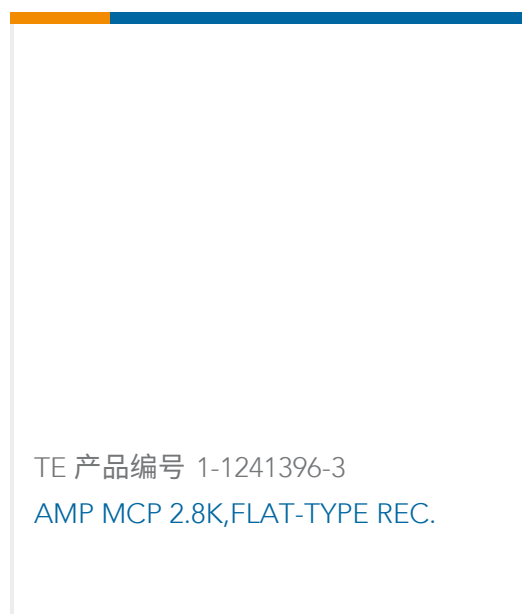 TE 产品编号 1-1241396-3
AMP MCP 2.8K,FLAT-TYPE REC.